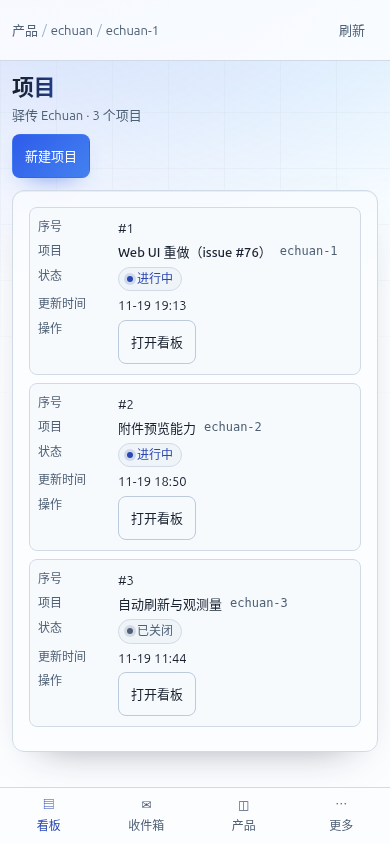 产品 / echuan / echuan-1 刷新
项目
驿传 Echuan · 3 个项目
新建项目
序号 #1
项目 Web UI 重做（issue #76） echuan-1
状态 进行中
更新时间 11-19 19:13
操作 打开看板
序号 #2
项目 附件预览能力 echuan-2
状态 进行中
更新时间 11-19 18:50
操作 打开看板
序号 #3
项目 自动刷新与观测量 echuan-3
状态 已关闭
更新时间 11-19 11:44
操作 打开看板
看板 收件箱 产品 更多